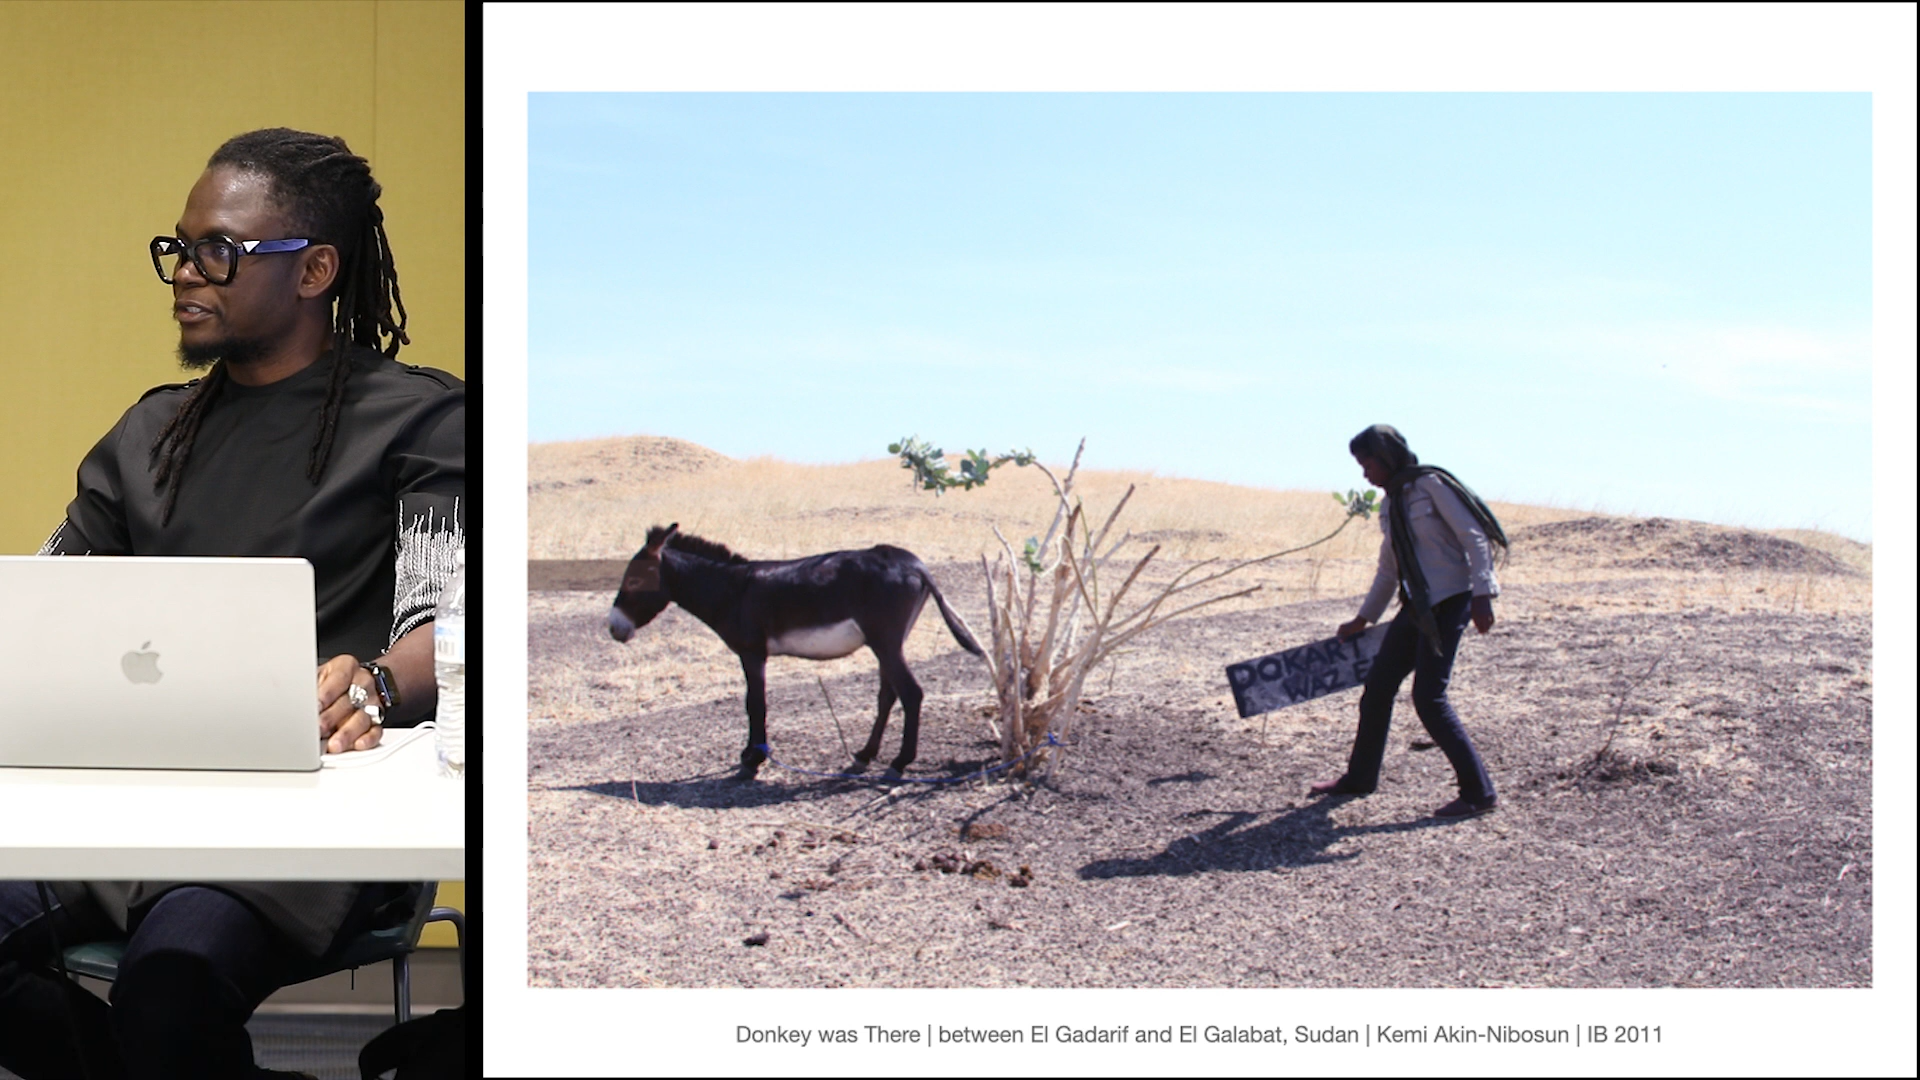 DOKART
WAZ E
Donkey was There | between El Gadarif and El Galabat, Sudan | Kemi Akin-Nibosun | IB 2011